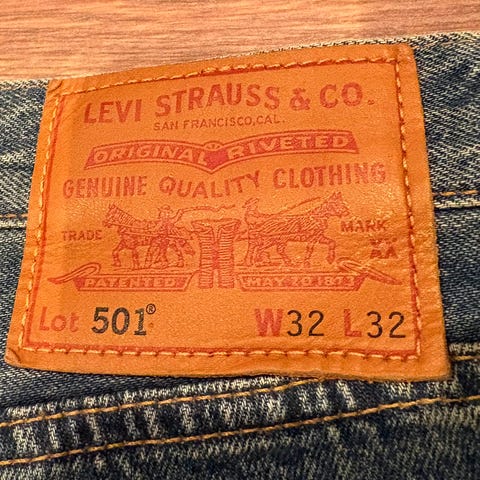 LEVI STRAUSS & CO.
SAN FRANCISCO, CAL.
ORIGINAL RIVETED
GENUINE QUALITY CLOTHING
TRADE MARK
XX
PATENTED MAY 20 1873
Lot 501® W32 L32